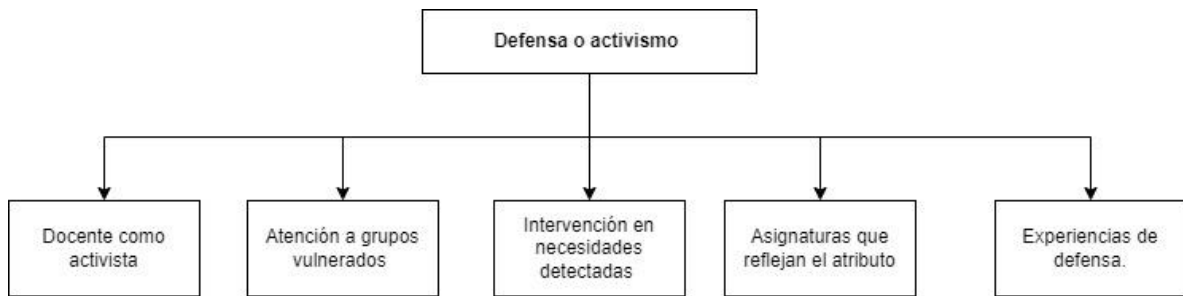 Defensa o activismo
Docente como
activista
Atención a grupos
vulnerados
Intervención en
necesidades
detectadas
Asignaturas que
reflejan el atributo
Experiencias de
defensa.